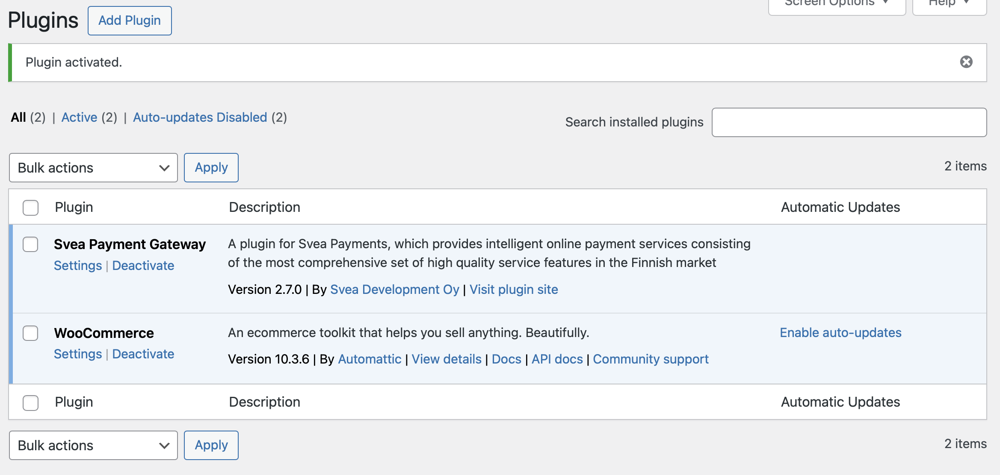 Screen Options ▼ Help ▼
Plugins Add Plugin
Plugin activated.
All (2) | Active (2) | Auto-updates Disabled (2)
Search installed plugins
Bulk actions Apply
2 items
Plugin Description Automatic Updates
Svea Payment Gateway
Settings | Deactivate
A plugin for Svea Payments, which provides intelligent online payment services consisting
of the most comprehensive set of high quality service features in the Finnish market
Version 2.7.0 | By Svea Development Oy | Visit plugin site
WooCommerce
Settings | Deactivate
An ecommerce toolkit that helps you sell anything. Beautifully.
Version 10.3.6 | By Automattic | View details | Docs | API docs | Community support
Enable auto-updates
Plugin Description Automatic Updates
Bulk actions Apply
2 items